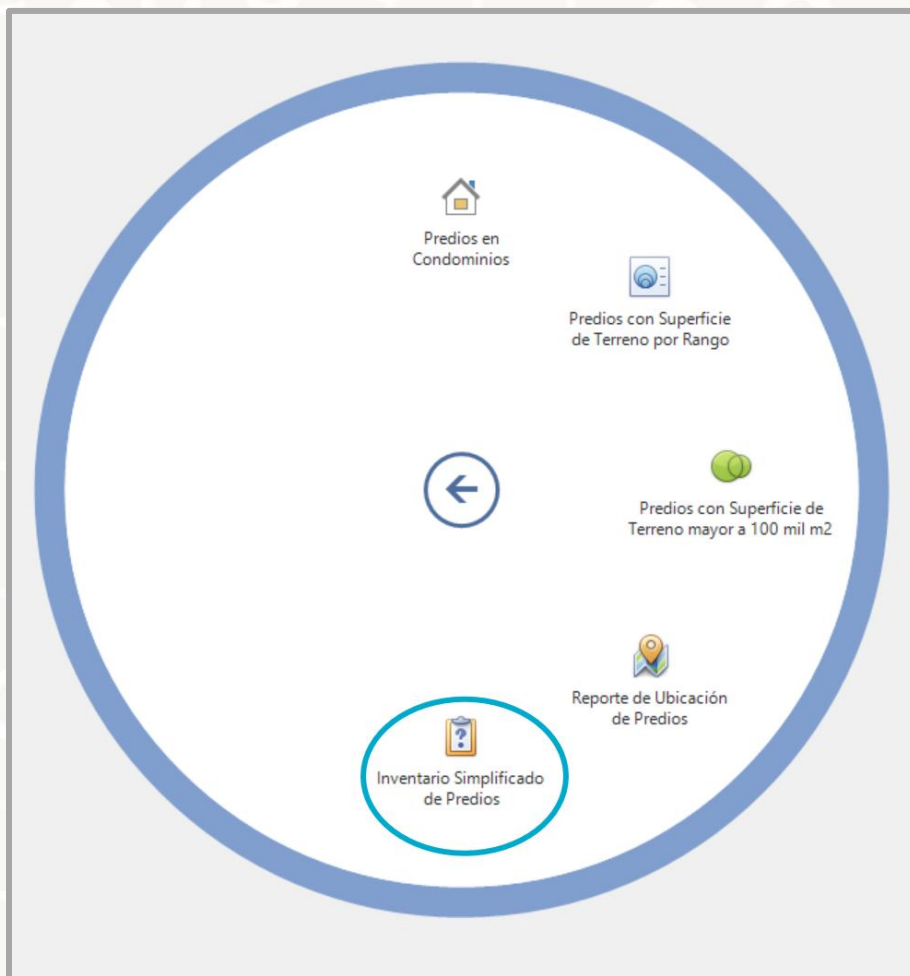 Predios en
Condominios
Predios con Superficie
de Terreno por Rango
Predios con Superficie de
Terreno mayor a 100 mil m2
Reporte de Ubicación
de Predios
Inventario Simplificado
de Predios